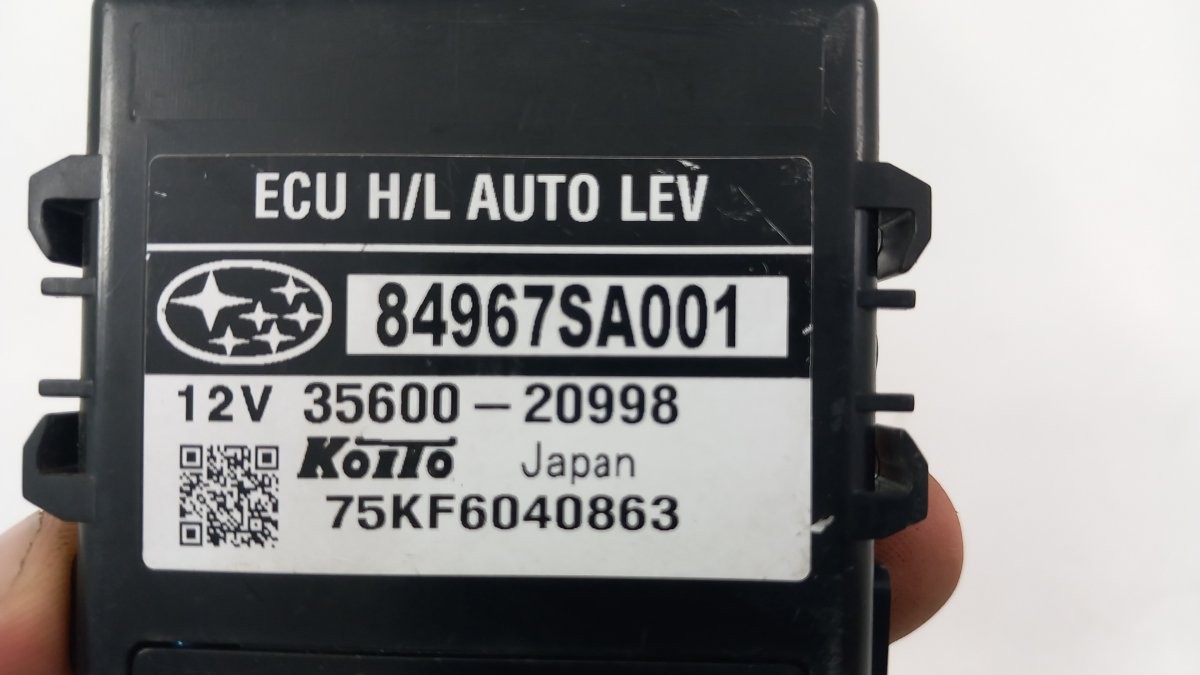 ECU H/L AUTO LEV
84967SA001
12V 35600-20998
KOITO Japan
75KF6040863